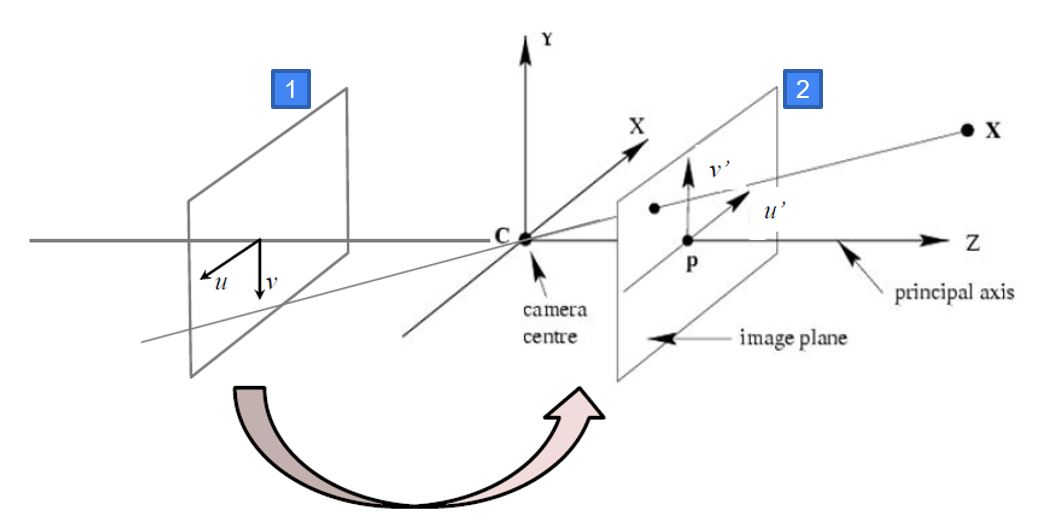 1
2
Y
X
X
v’
u’
C
Z
p
u
v
principal axis
camera
centre
image plane